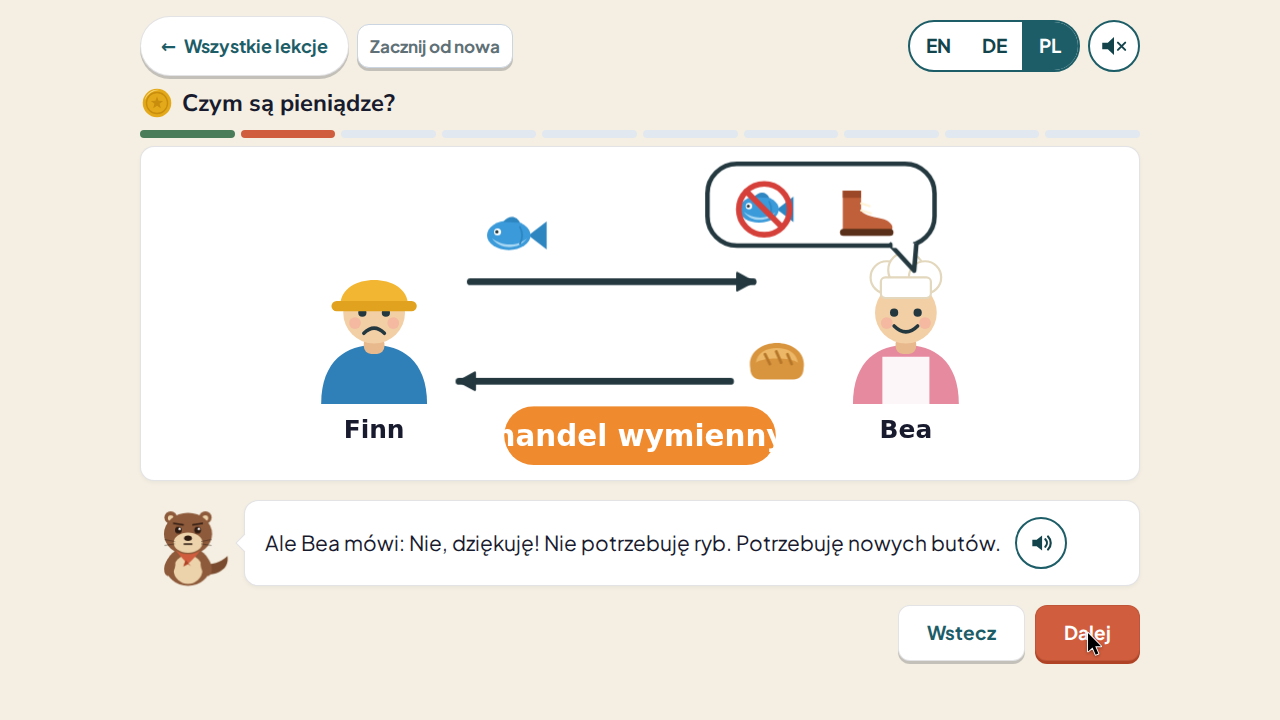 ← Wszystkie lekcje
Zacznij od nowa
EN DE PL
Czym są pieniądze?
Finn
handel wymienny
Bea
Ale Bea mówi: Nie, dziękuję! Nie potrzebuję ryb. Potrzebuję nowych butów.
Wstecz
Dalej